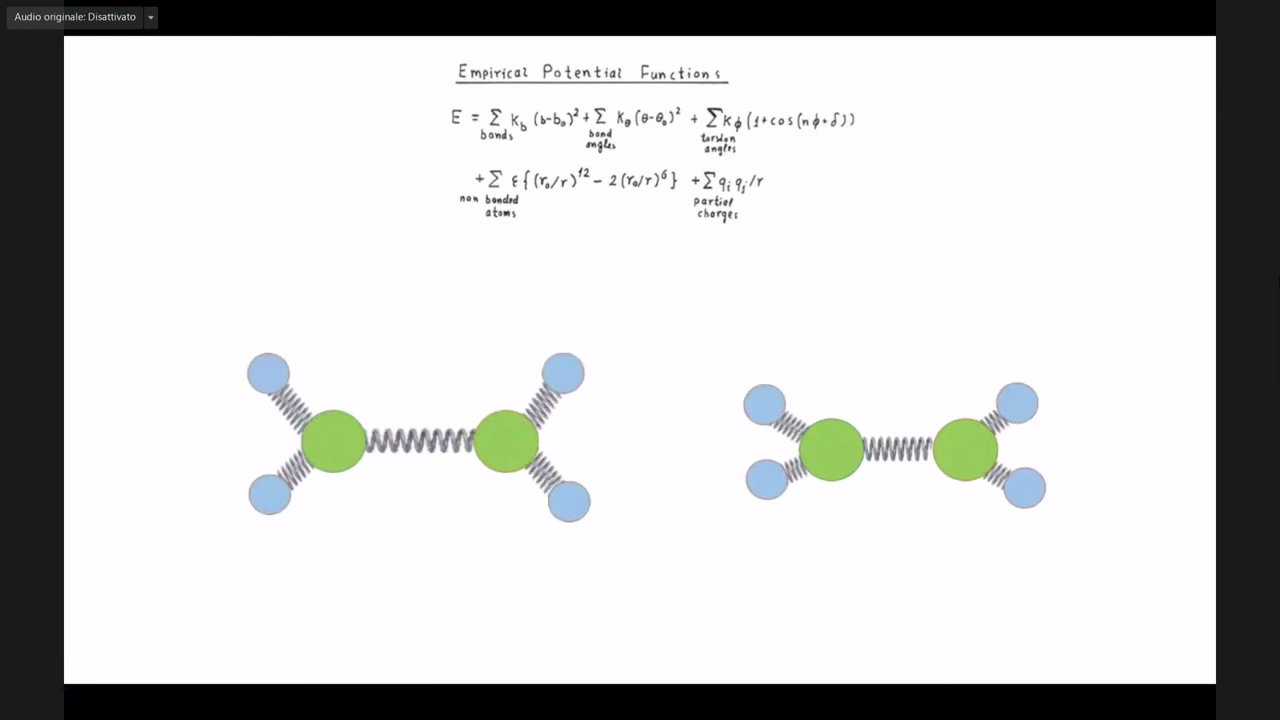 Audio originale: Disattivato
Empirical Potential Functions
E = ∑ K_b (b-b₀)² + ∑ K_θ (θ-θ₀)² + ∑ K_ϕ (1+cos(nϕ+δ))
bonds bond angles torsion angles
+ ∑ ε{(r₀/r)¹² - 2(r₀/r)⁶} + ∑ q_i q_j /r
non bonded atoms partial charges